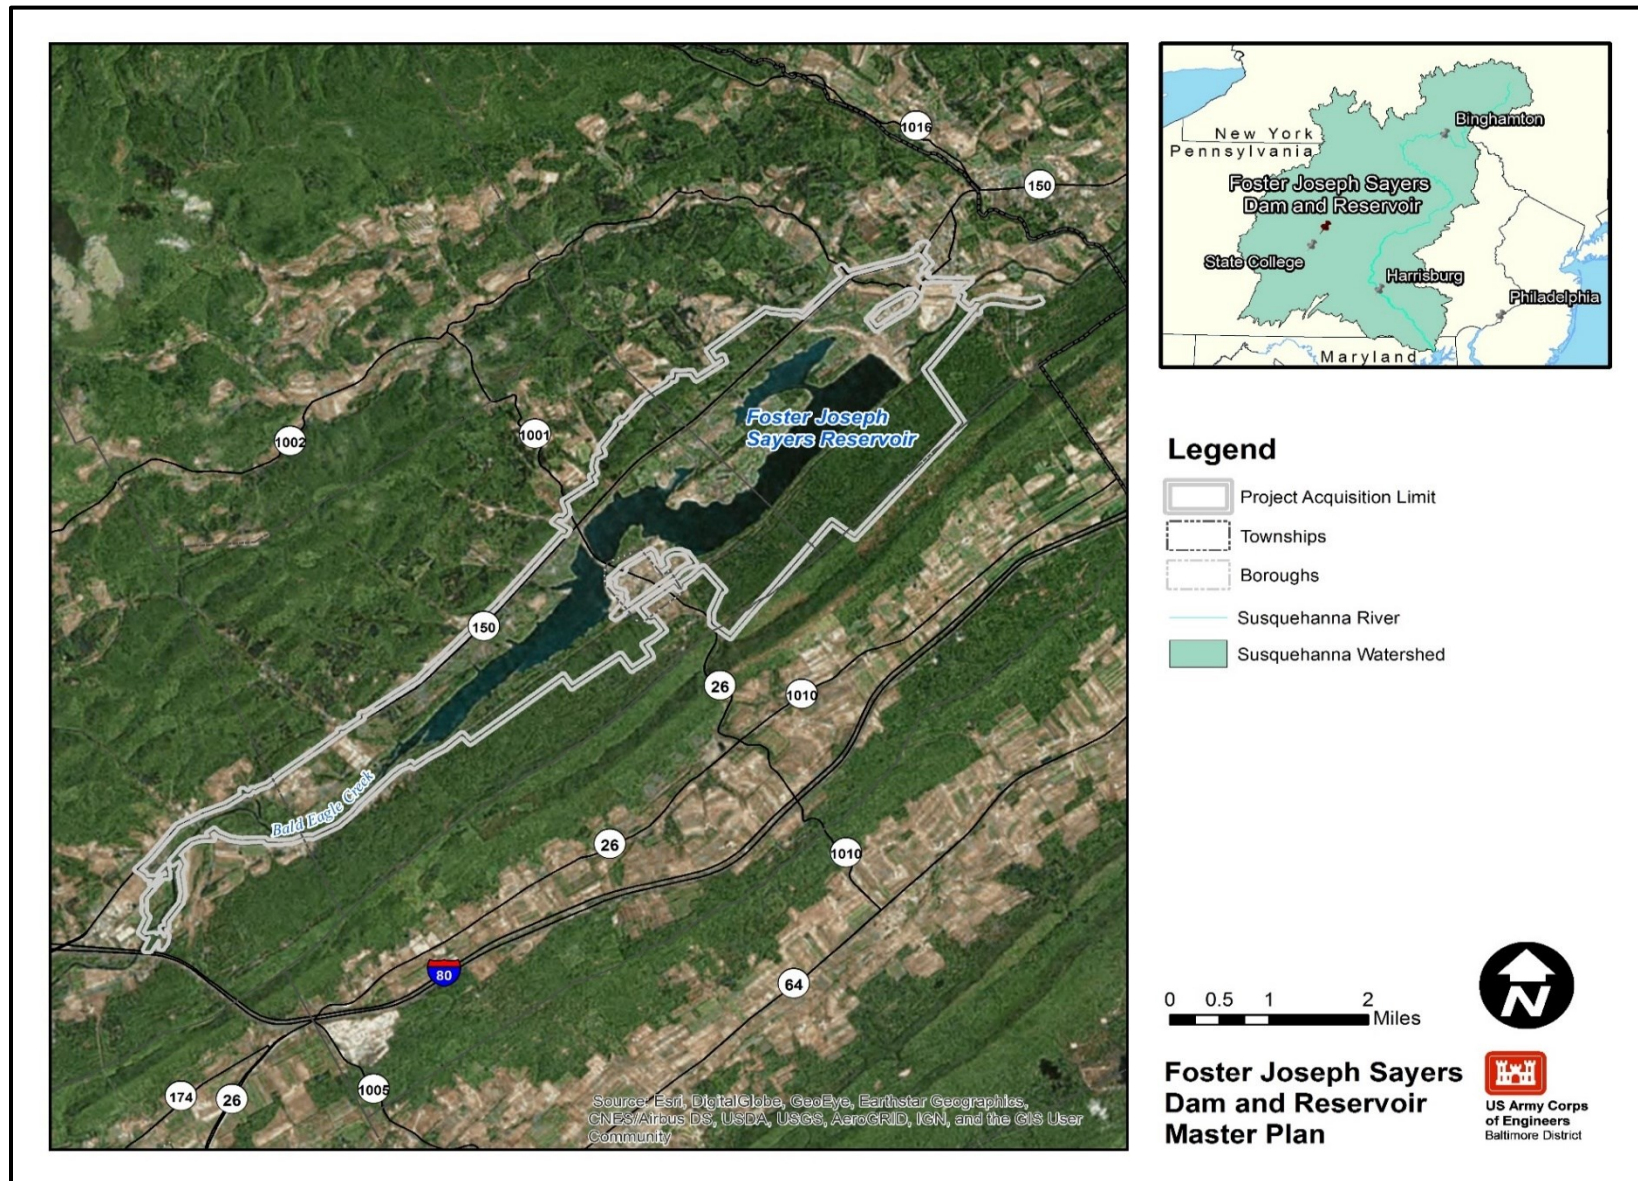 1016
150
1002
1001
Foster Joseph
Sayers Reservoir
150
26
1010
Bald Eagle Creek
26
1010
80
64
174
26
1005
Source: Esri, DigitalGlobe, GeoEye, Earthstar Geographics,
CNES/Airbus DS, USDA, USGS, AeroGRID, IGN, and the GIS User
Community
Binghamton
New York
Pennsylvania
Foster Joseph Sayers
Dam and Reservoir
State College
Harrisburg
Philadelphia
Maryland
Legend
Project Acquisition Limit
Townships
Boroughs
Susquehanna River
Susquehanna Watershed
0 0.5 1 2
Miles
N
Foster Joseph Sayers
Dam and Reservoir
Master Plan
US Army Corps
of Engineers
Baltimore District